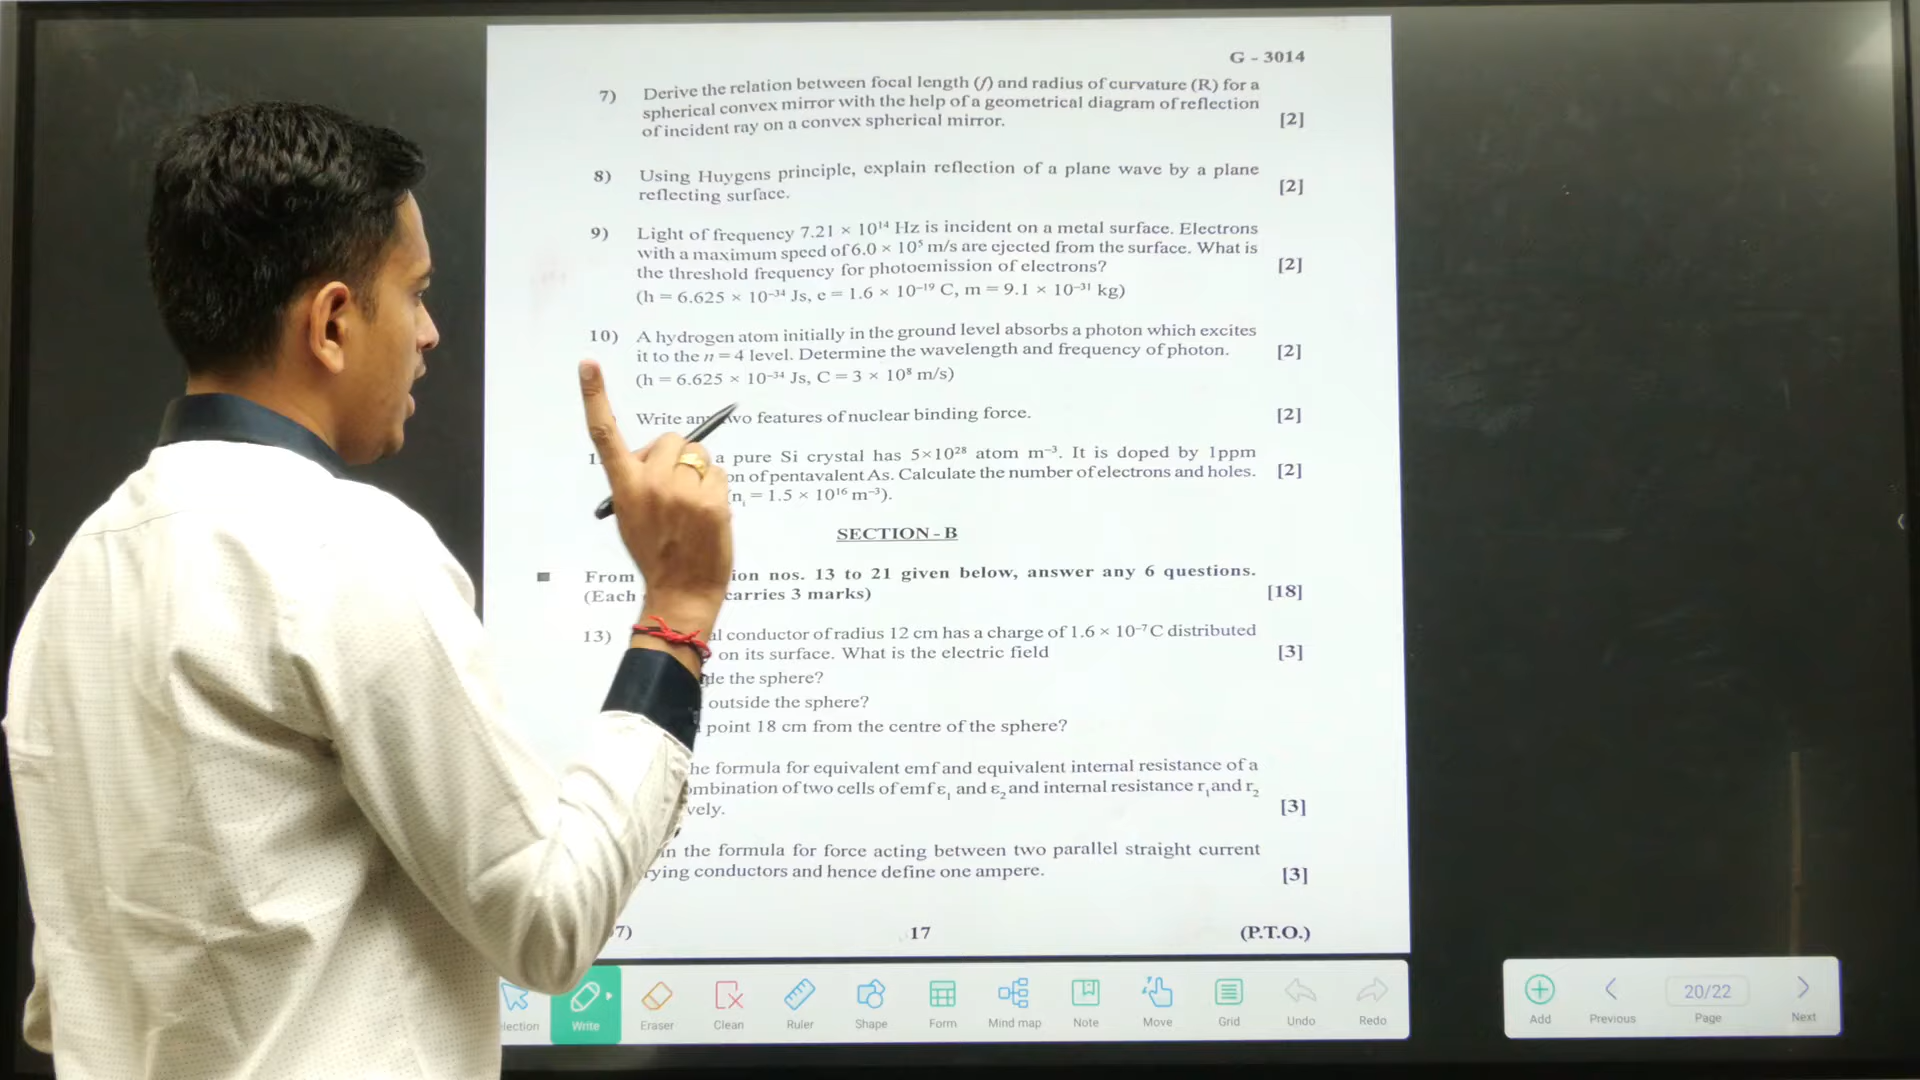 G - 3014
7) Derive the relation between focal length (f) and radius of curvature (R) for a
spherical convex mirror with the help of a geometrical diagram of reflection
of incident ray on a convex spherical mirror. [2]
8) Using Huygens principle, explain reflection of a plane wave by a plane
reflecting surface. [2]
9) Light of frequency 7.21 × 10¹⁴ Hz is incident on a metal surface. Electrons
with a maximum speed of 6.0 × 10⁵ m/s are ejected from the surface. What is
the threshold frequency for photoemission of electrons? [2]
(h = 6.625 × 10⁻³⁴ Js, e = 1.6 × 10⁻¹⁹ C, m = 9.1 × 10⁻³¹ kg)
10) A hydrogen atom initially in the ground level absorbs a photon which excites
it to the n = 4 level. Determine the wavelength and frequency of photon. [2]
(h = 6.625 × 10⁻³⁴ Js, C = 3 × 10⁸ m/s)
Write any two features of nuclear binding force. [2]
a pure Si crystal has 5×10²⁸ atom m⁻³. It is doped by 1ppm
of pentavalent As. Calculate the number of electrons and holes. [2]
(nᵢ = 1.5 × 10¹⁶ m⁻³).
SECTION - B
From nos. 13 to 21 given below, answer any 6 questions.
(Each carries 3 marks) [18]
13) conductor of radius 12 cm has a charge of 1.6 × 10⁻⁷C distributed
on its surface. What is the electric field [3]
the sphere?
outside the sphere?
point 18 cm from the centre of the sphere?
formula for equivalent emf and equivalent internal resistance of a
of two cells of emf ε₁ and ε₂ and internal resistance r₁ and r₂
[3]
the formula for force acting between two parallel straight current
conductors and hence define one ampere. [3]
17
(P.T.O.)
Write
Eraser
Clean
Ruler
Shape
Form
Mind map
Note
Move
Grid
Undo
Redo
Add
Previous
20/22
Page
Next